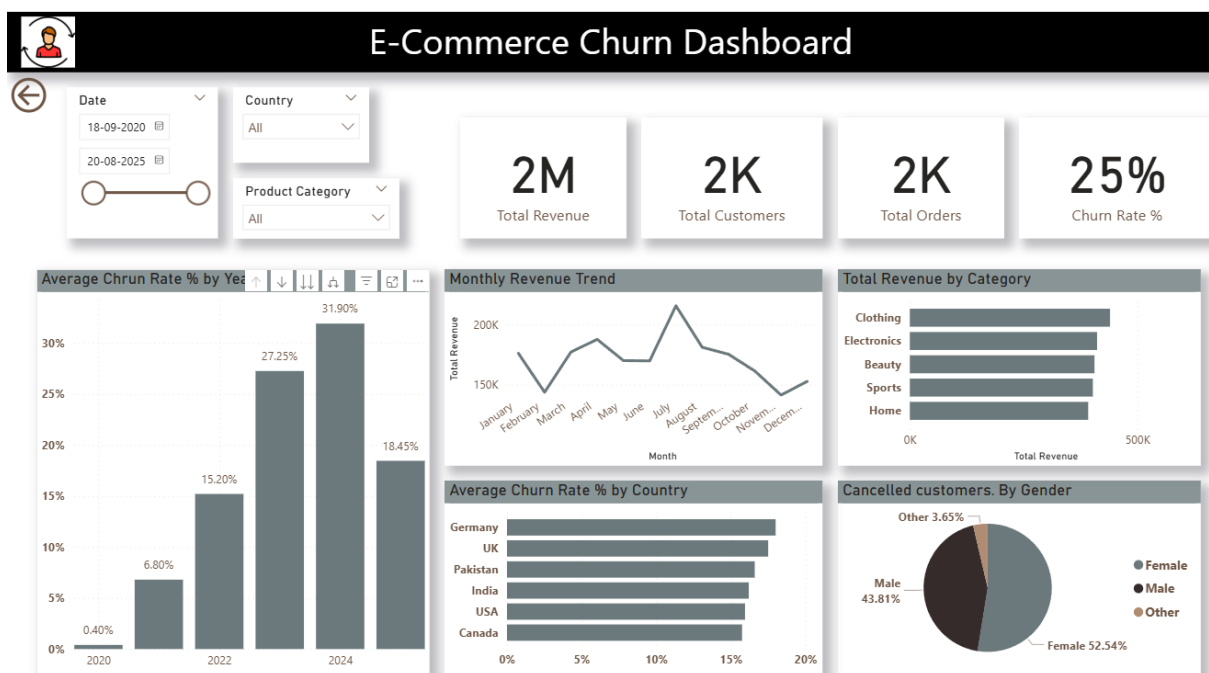 E-Commerce Churn Dashboard
Date
18-09-2020
20-08-2025
Country
All
Product Category
All
2M
Total Revenue
2K
Total Customers
2K
Total Orders
25%
Churn Rate %
Average Chrun Rate % by Yea
31.90%
27.25%
18.45%
15.20%
6.80%
0.40%
30%
25%
20%
15%
10%
5%
0%
2020 2022 2024
Monthly Revenue Trend
Total Revenue
200K
150K
January
February
March
April
May
June
July
August
Septem...
October
Novem...
Decem...
Month
Total Revenue by Category
Clothing
Electronics
Beauty
Sports
Home
0K 500K
Total Revenue
Average Churn Rate % by Country
Germany
UK
Pakistan
India
USA
Canada
0% 5% 10% 15% 20%
Cancelled customers. By Gender
Other 3.65%
Male
43.81%
Female 52.54%
Female
Male
Other